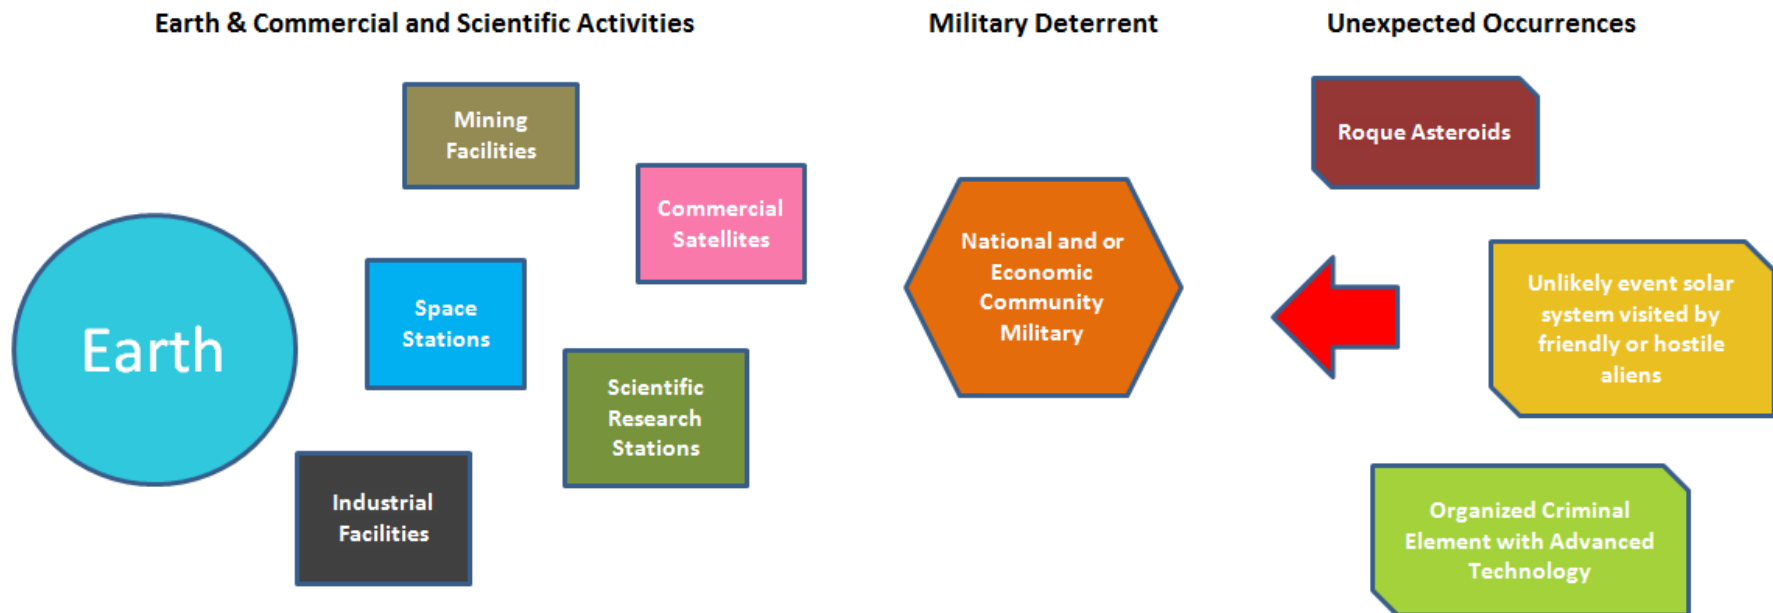 Earth & Commercial and Scientific Activities
Military Deterrent
Unexpected Occurrences
Mining
Facilities
Commercial
Satellites
Space
Stations
Earth
Scientific
Research
Stations
Industrial
Facilities
National and or
Economic
Community
Military
Roque Asteroids
Unlikely event solar
system visited by
friendly or hostile
aliens
Organized Criminal
Element with Advanced
Technology